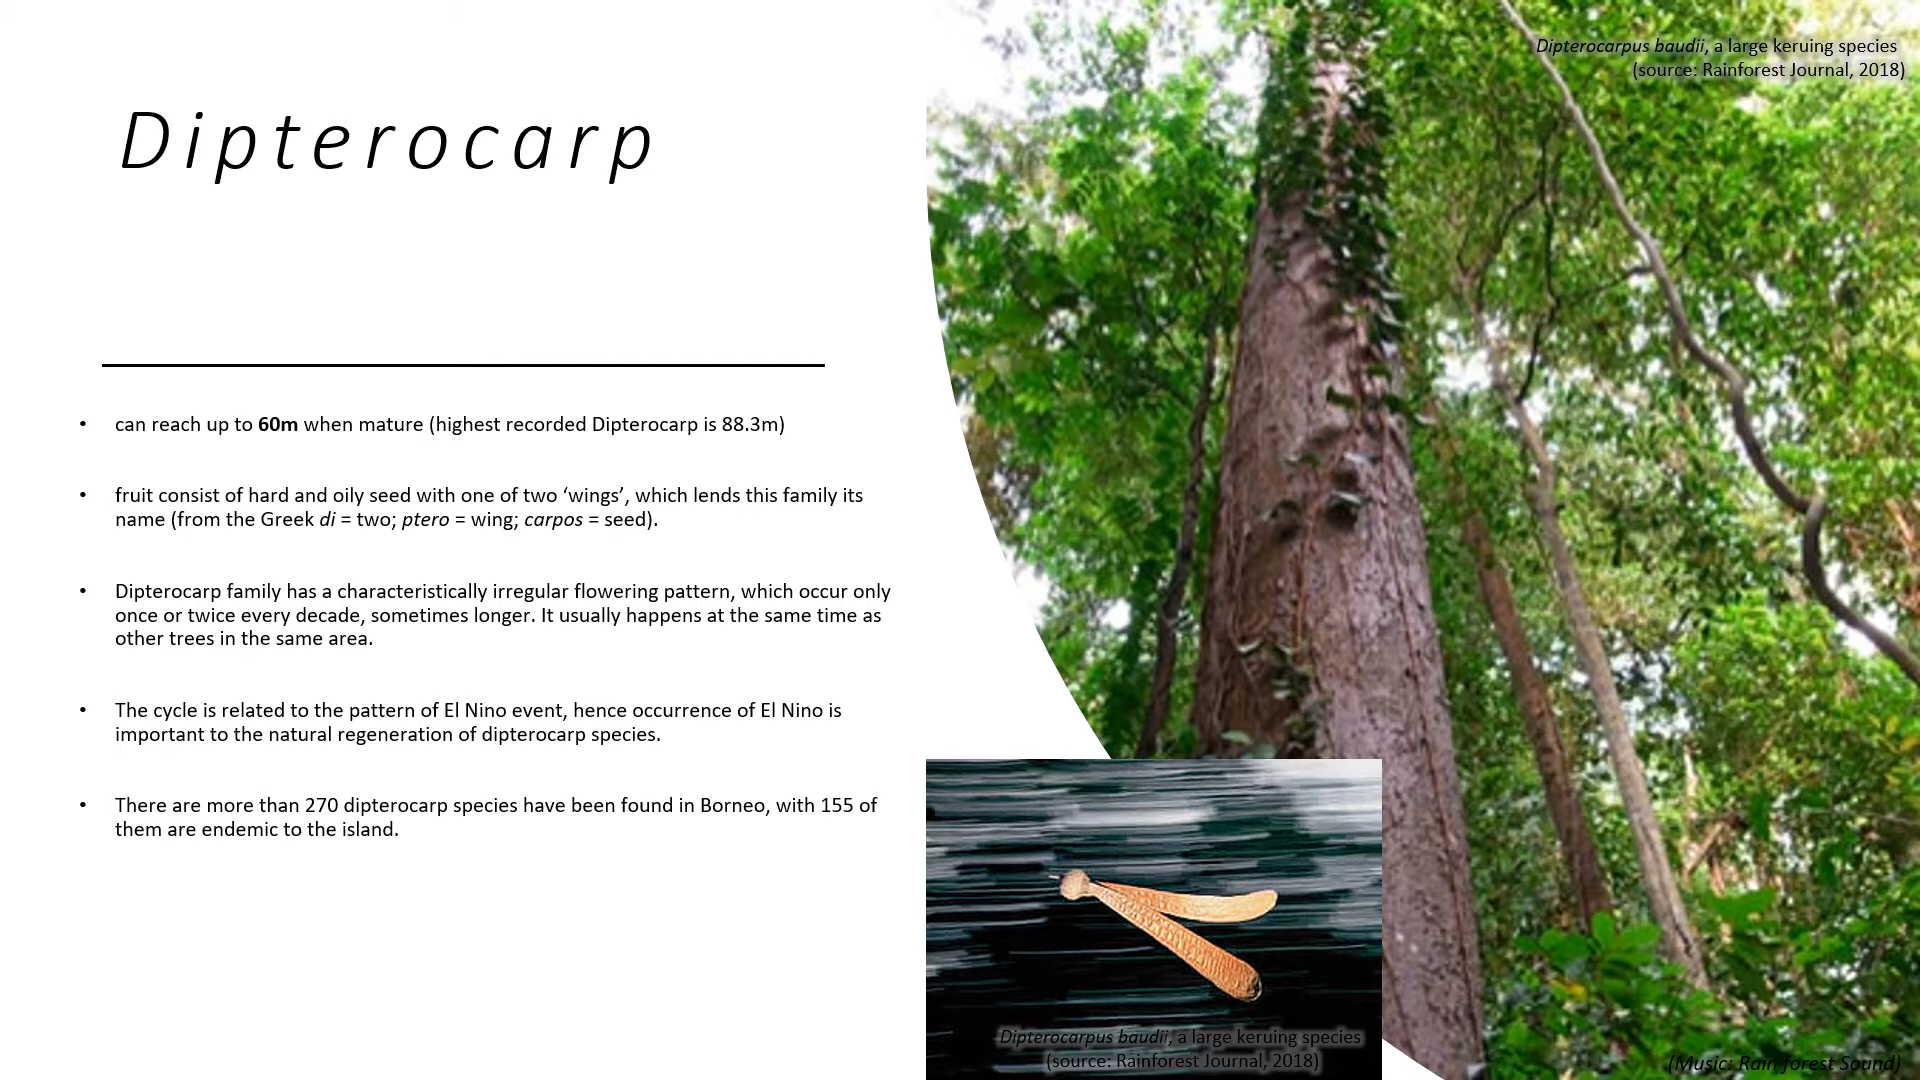 Dipterocarp
Dipterocarpus baudii, a large keruing species
(source: Rainforest Journal, 2018)
• can reach up to 60m when mature (highest recorded Dipterocarp is 88.3m)
• fruit consist of hard and oily seed with one of two ‘wings’, which lends this family its
name (from the Greek di = two; ptero = wing; carpos = seed).
• Dipterocarp family has a characteristically irregular flowering pattern, which occur only
once or twice every decade, sometimes longer. It usually happens at the same time as
other trees in the same area.
• The cycle is related to the pattern of El Nino event, hence occurrence of El Nino is
important to the natural regeneration of dipterocarp species.
• There are more than 270 dipterocarp species have been found in Borneo, with 155 of
them are endemic to the island.
Dipterocarpus baudii, a large keruing species
(source: Rainforest Journal, 2018)
(Music: Rain forest Sound)